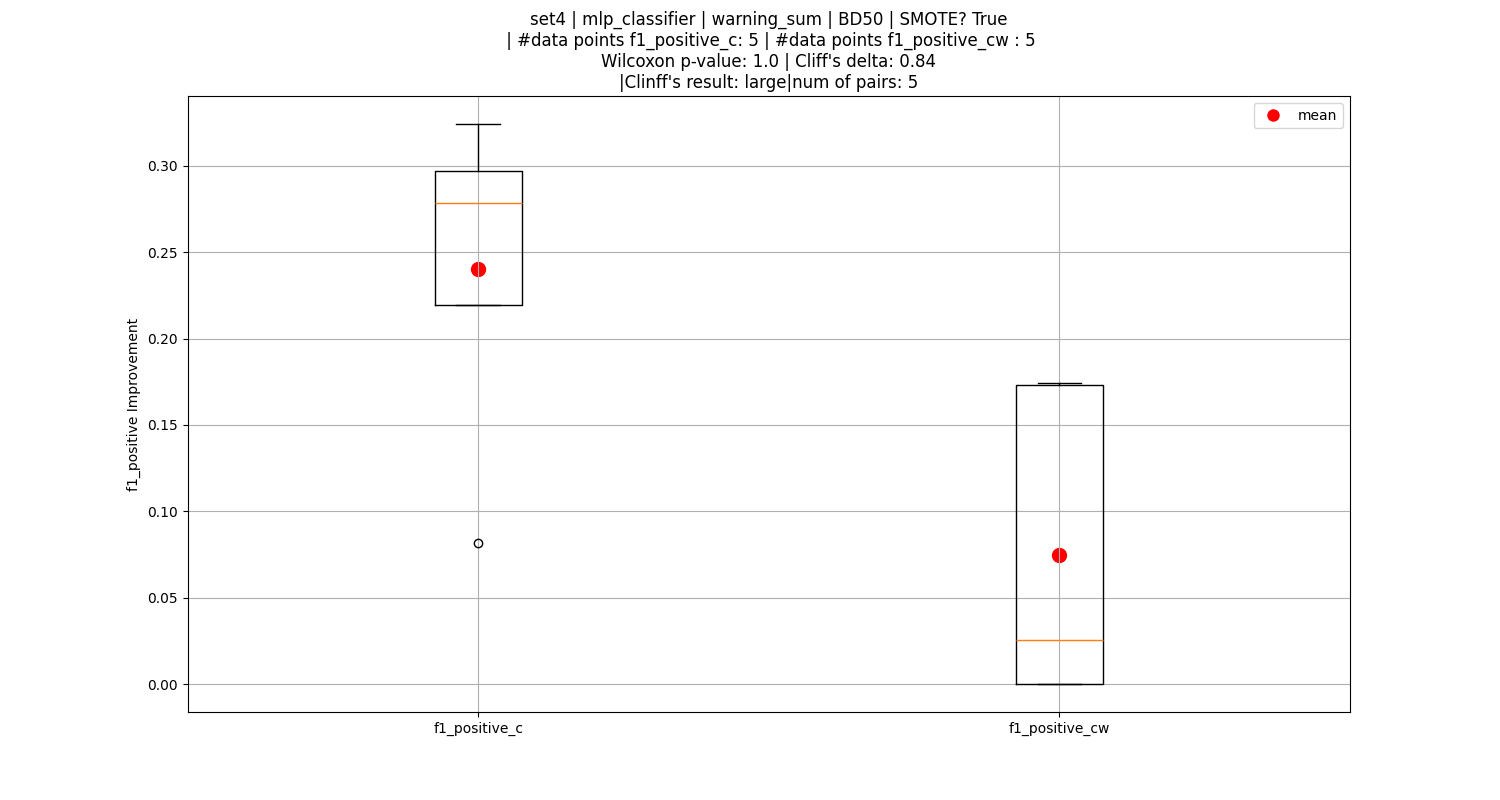 set4 | mlp_classifier | warning_sum | BD50 | SMOTE? True
| #data points f1_positive_c: 5 | #data points f1_positive_cw : 5
Wilcoxon p-value: 1.0 | Cliff's delta: 0.84
|Clinff's result: large|num of pairs: 5
mean
0.30
0.25
0.20
0.15
0.10
0.05
0.00
f1_positive Improvement
f1_positive_c
f1_positive_cw